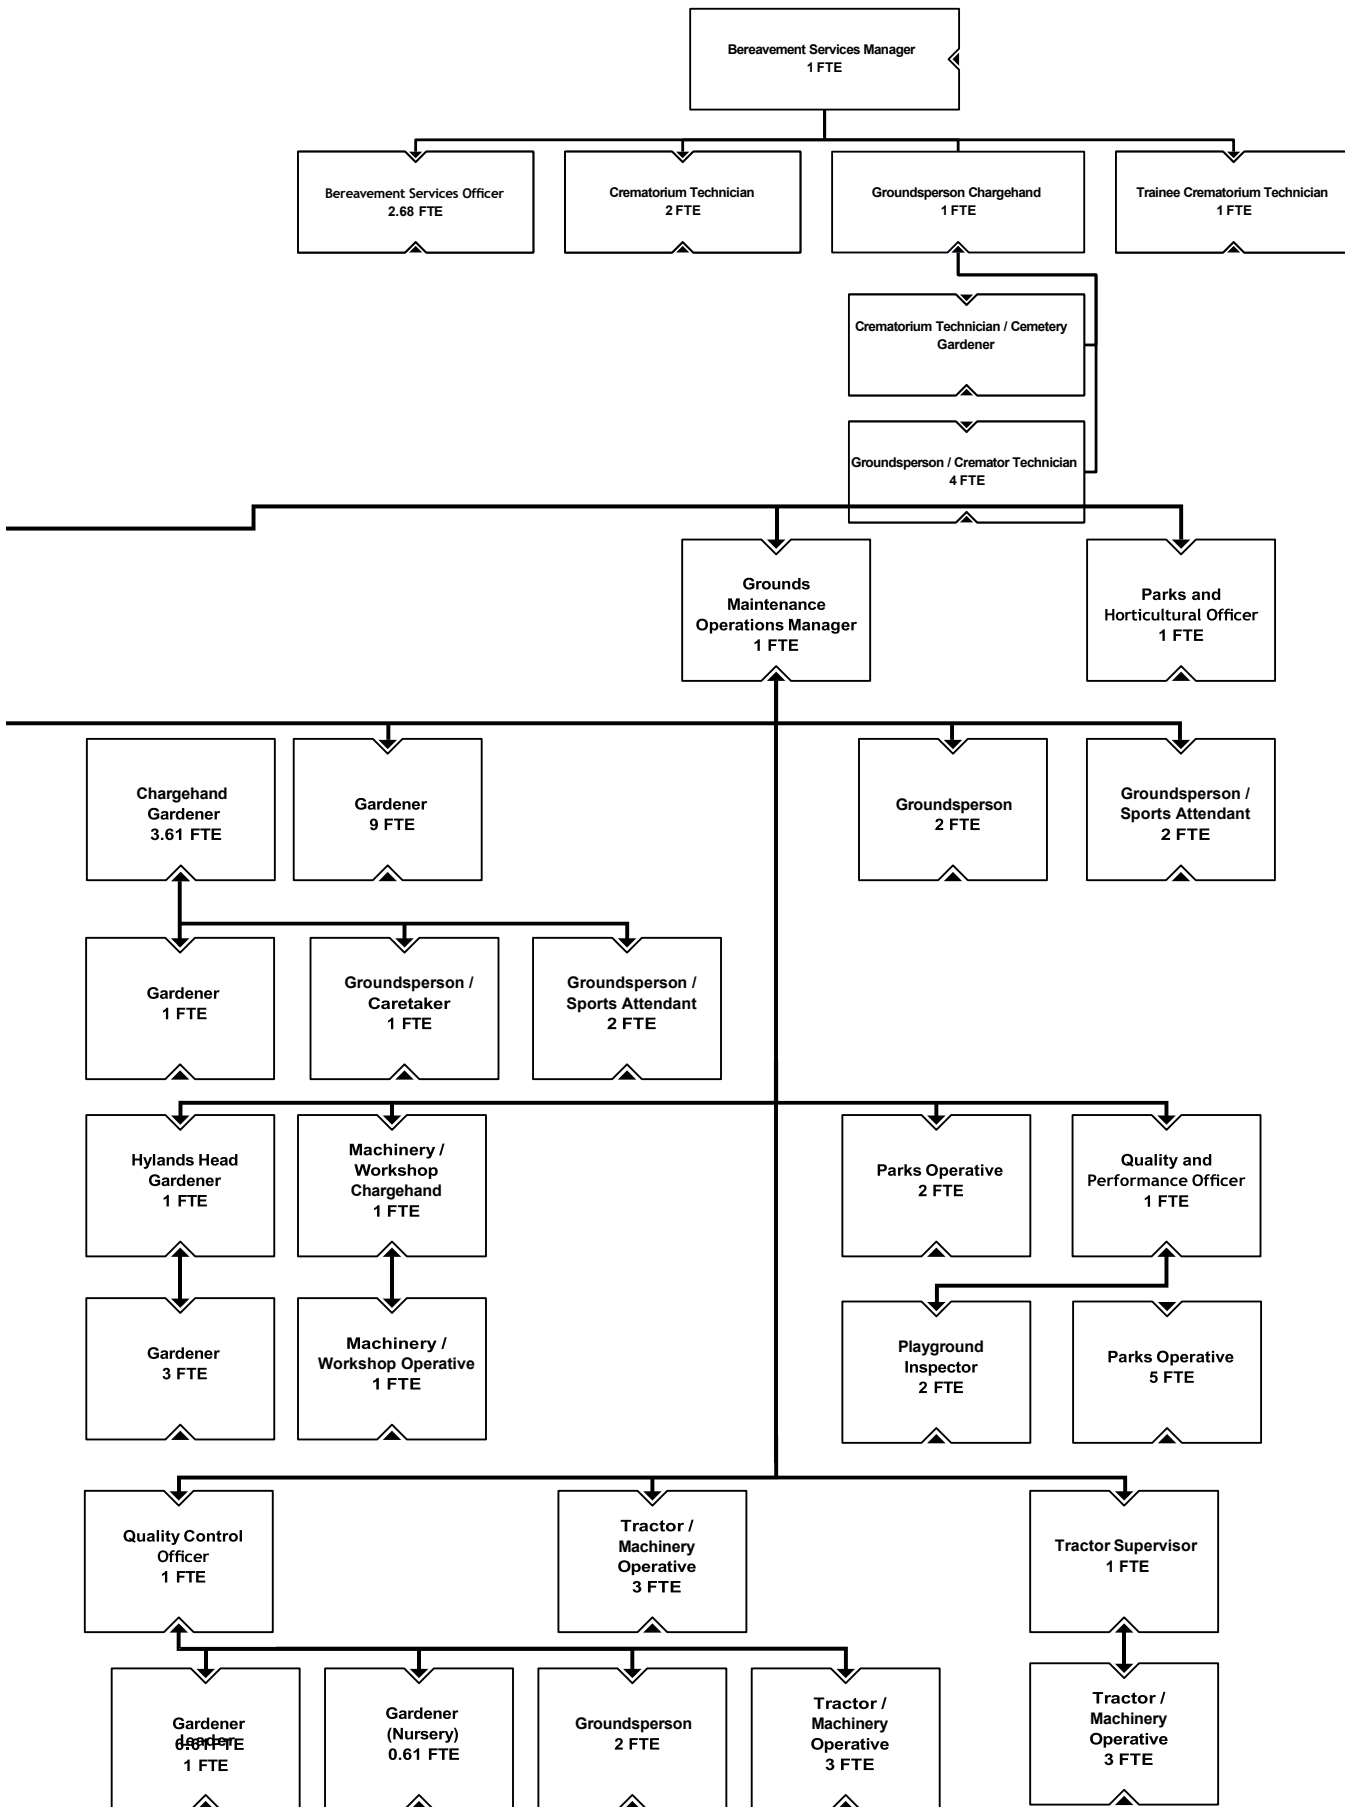 Bereavement Services Manager
1 FTE
Bereavement Services Officer
2.68 FTE
Crematorium Technician
2 FTE
Groundsperson Chargehand
1 FTE
Trainee Crematorium Technician
1 FTE
Crematorium Technician / Cemetery
Gardener
Groundsperson / Cremator Technician
4 FTE
Grounds
Maintenance
Operations Manager
1 FTE
Parks and
Horticultural Officer
1 FTE
Chargehand
Gardener
3.61 FTE
Gardener
9 FTE
Groundsperson
2 FTE
Groundsperson /
Sports Attendant
2 FTE
Gardener
1 FTE
Groundsperson /
Caretaker
1 FTE
Groundsperson /
Sports Attendant
2 FTE
Hylands Head
Gardener
1 FTE
Machinery /
Workshop
Chargehand
1 FTE
Parks Operative
2 FTE
Quality and
Performance Officer
1 FTE
Gardener
3 FTE
Machinery /
Workshop Operative
1 FTE
Playground
Inspector
2 FTE
Parks Operative
5 FTE
Quality Control
Officer
1 FTE
Tractor /
Machinery
Operative
3 FTE
Tractor Supervisor
1 FTE
Gardener
1 FTE
Gardener
(Nursery)
0.61 FTE
Groundsperson
2 FTE
Tractor /
Machinery
Operative
3 FTE
Tractor /
Machinery
Operative
3 FTE